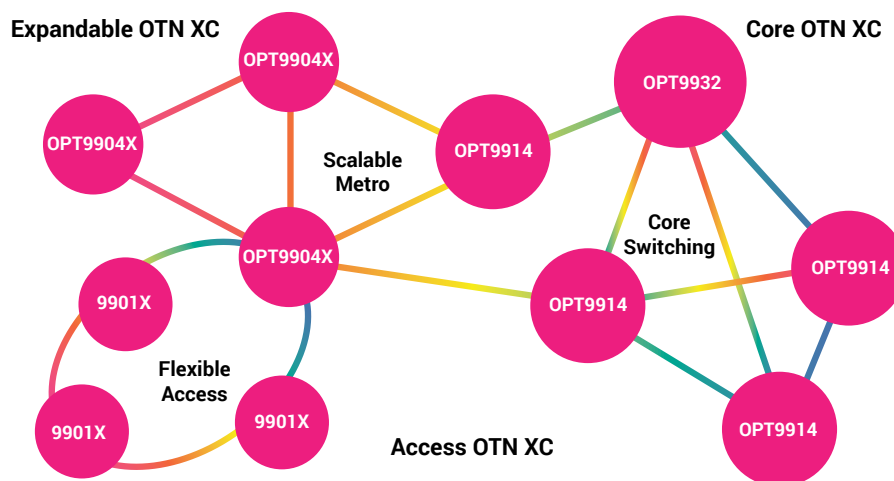 Expandable OTN XC
Core OTN XC
OPT9904X
OPT9932
OPT9904X
OPT9914
Scalable
Metro
Core
Switching
OPT9904X
OPT9914
9901X
OPT9914
Flexible
Access
9901X
9901X
OPT9914
Access OTN XC